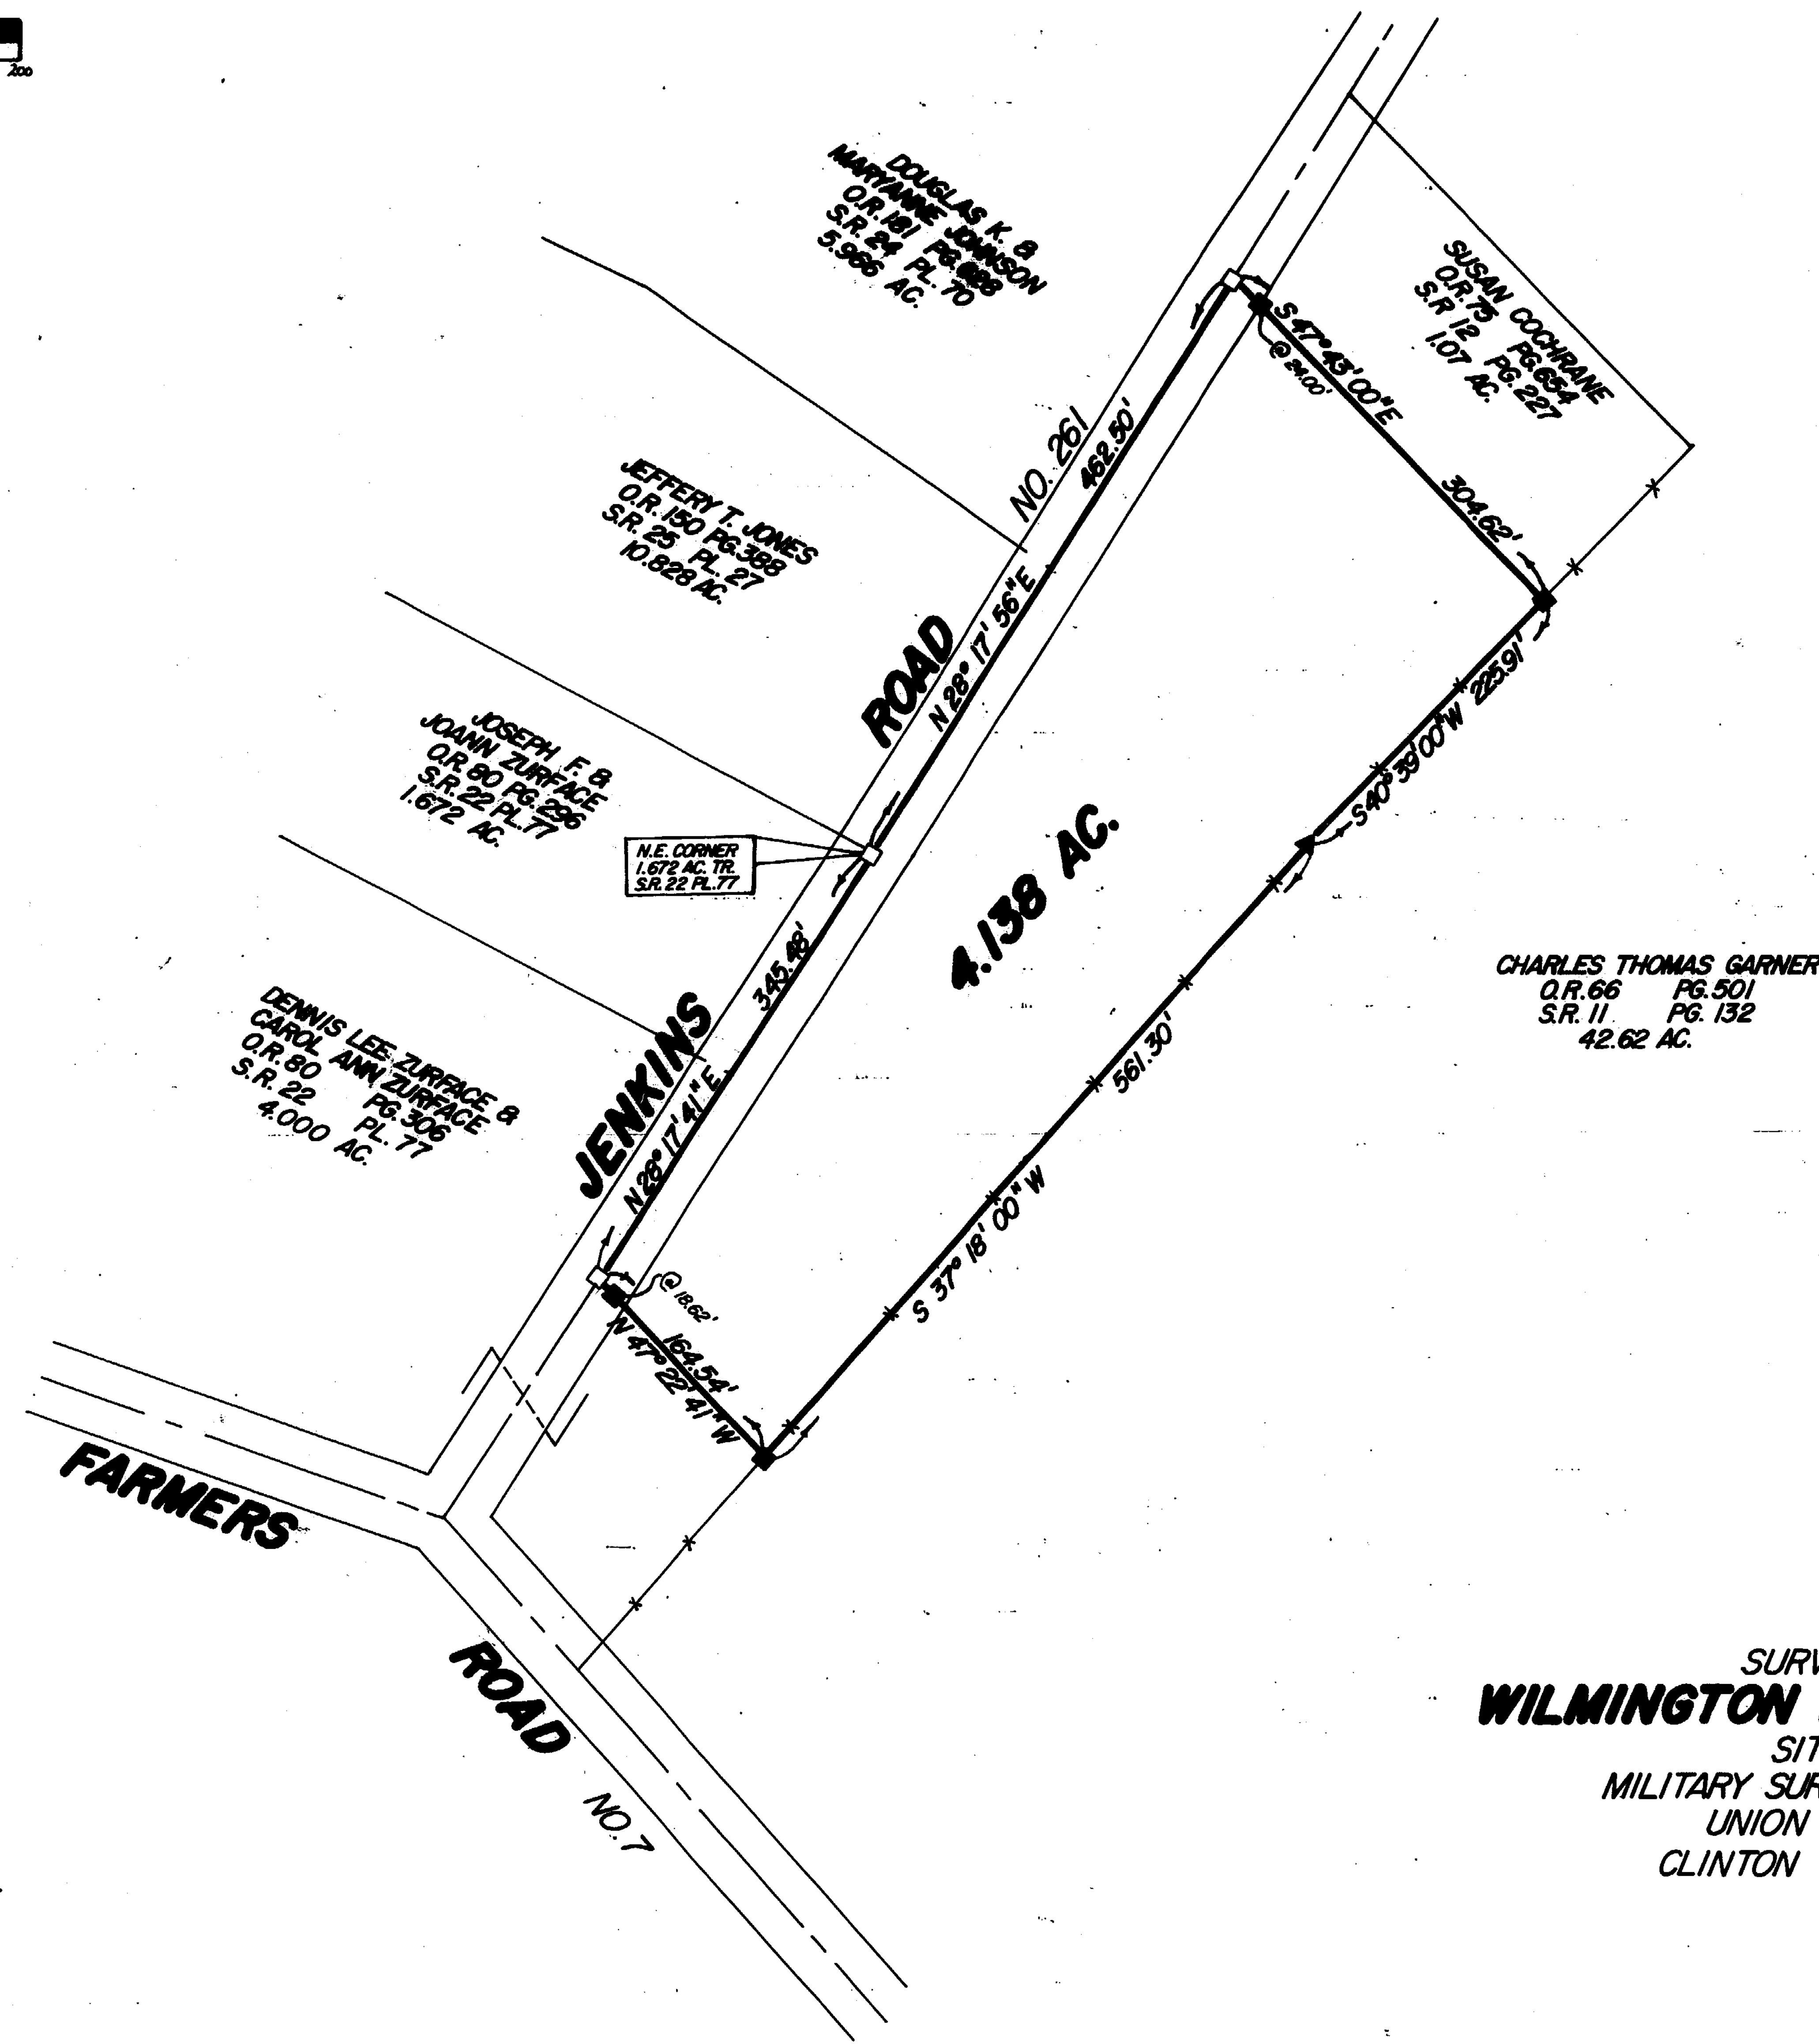 200
DOUGLAS K. &
MARYANNE JOHNSON
O.R. 181 PG.
S.R. 24 PL. 70
5.966 AC.
SUSAN COCHRANE
O.R. 75 PG. 654
S.R 12 PG. 227
1.07 AC.
S 47° 43' 00" E
@ 24.00'
304.62'
NO. 261
462.50'
N 28° 17' 56" E
JEFFERY T. JONES
O.R. 150 PG. 388
S.R. 25 PL. 27
10.828 AC.
ROAD
225.91'
S 40° 39' 00" W
JOSEPH F. &
JOANN ZURFACE
O.R. 80 PG. 296
S.R. 22 PL. 77
1.672 AC.
N.E. CORNER
1.672 AC. TR.
S.R. 22 PL. 77
4.138 AC.
345.48'
CHARLES THOMAS GARNER
O.R. 66 PG. 501
S.R. 11 PG. 132
42.62 AC.
DENNIS LEE ZURFACE &
CAROL ANN ZURFACE
O.R. 80 PG. 306
S.R. 22 PL. 77
4.000 AC.
JENKINS
N 28° 17' 41" E
561.30'
S 37° 18' 00" W
@ 18.62'
164.54'
N 47° 22' 41" W
FARMERS
ROAD
NO. 7
SURV
WILMINGTON
SIT
MILITARY SUR
UNION
CLINTON